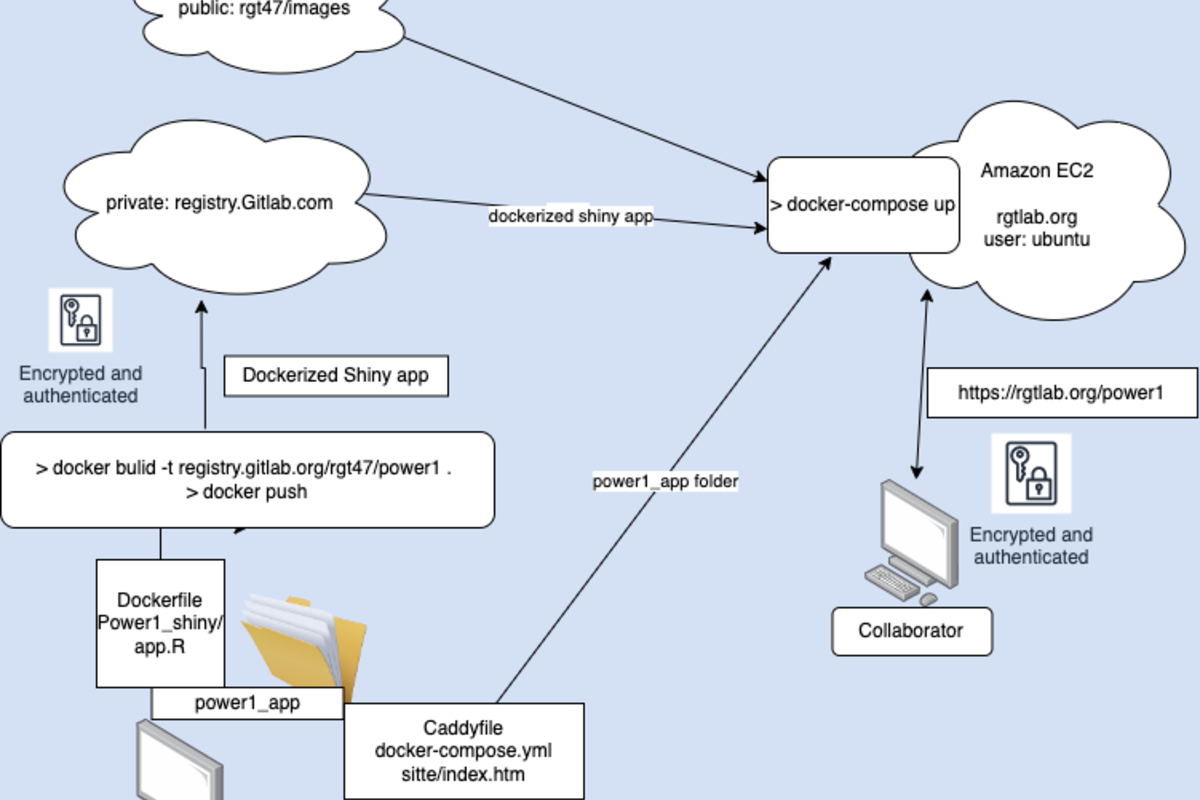 public: rgt47/images
private: registry.Gitlab.com
dockerized shiny app
> docker-compose up
Amazon EC2
rgtlab.org
user: ubuntu
Encrypted and
authenticated
Dockerized Shiny app
https://rgtlab.org/power1
> docker bulid -t registry.gitlab.org/rgt47/power1 .
> docker push
power1_app folder
Encrypted and
authenticated
Dockerfile
Power1_shiny/
app.R
Collaborator
power1_app
Caddyfile
docker-compose.yml
sitte/index.htm